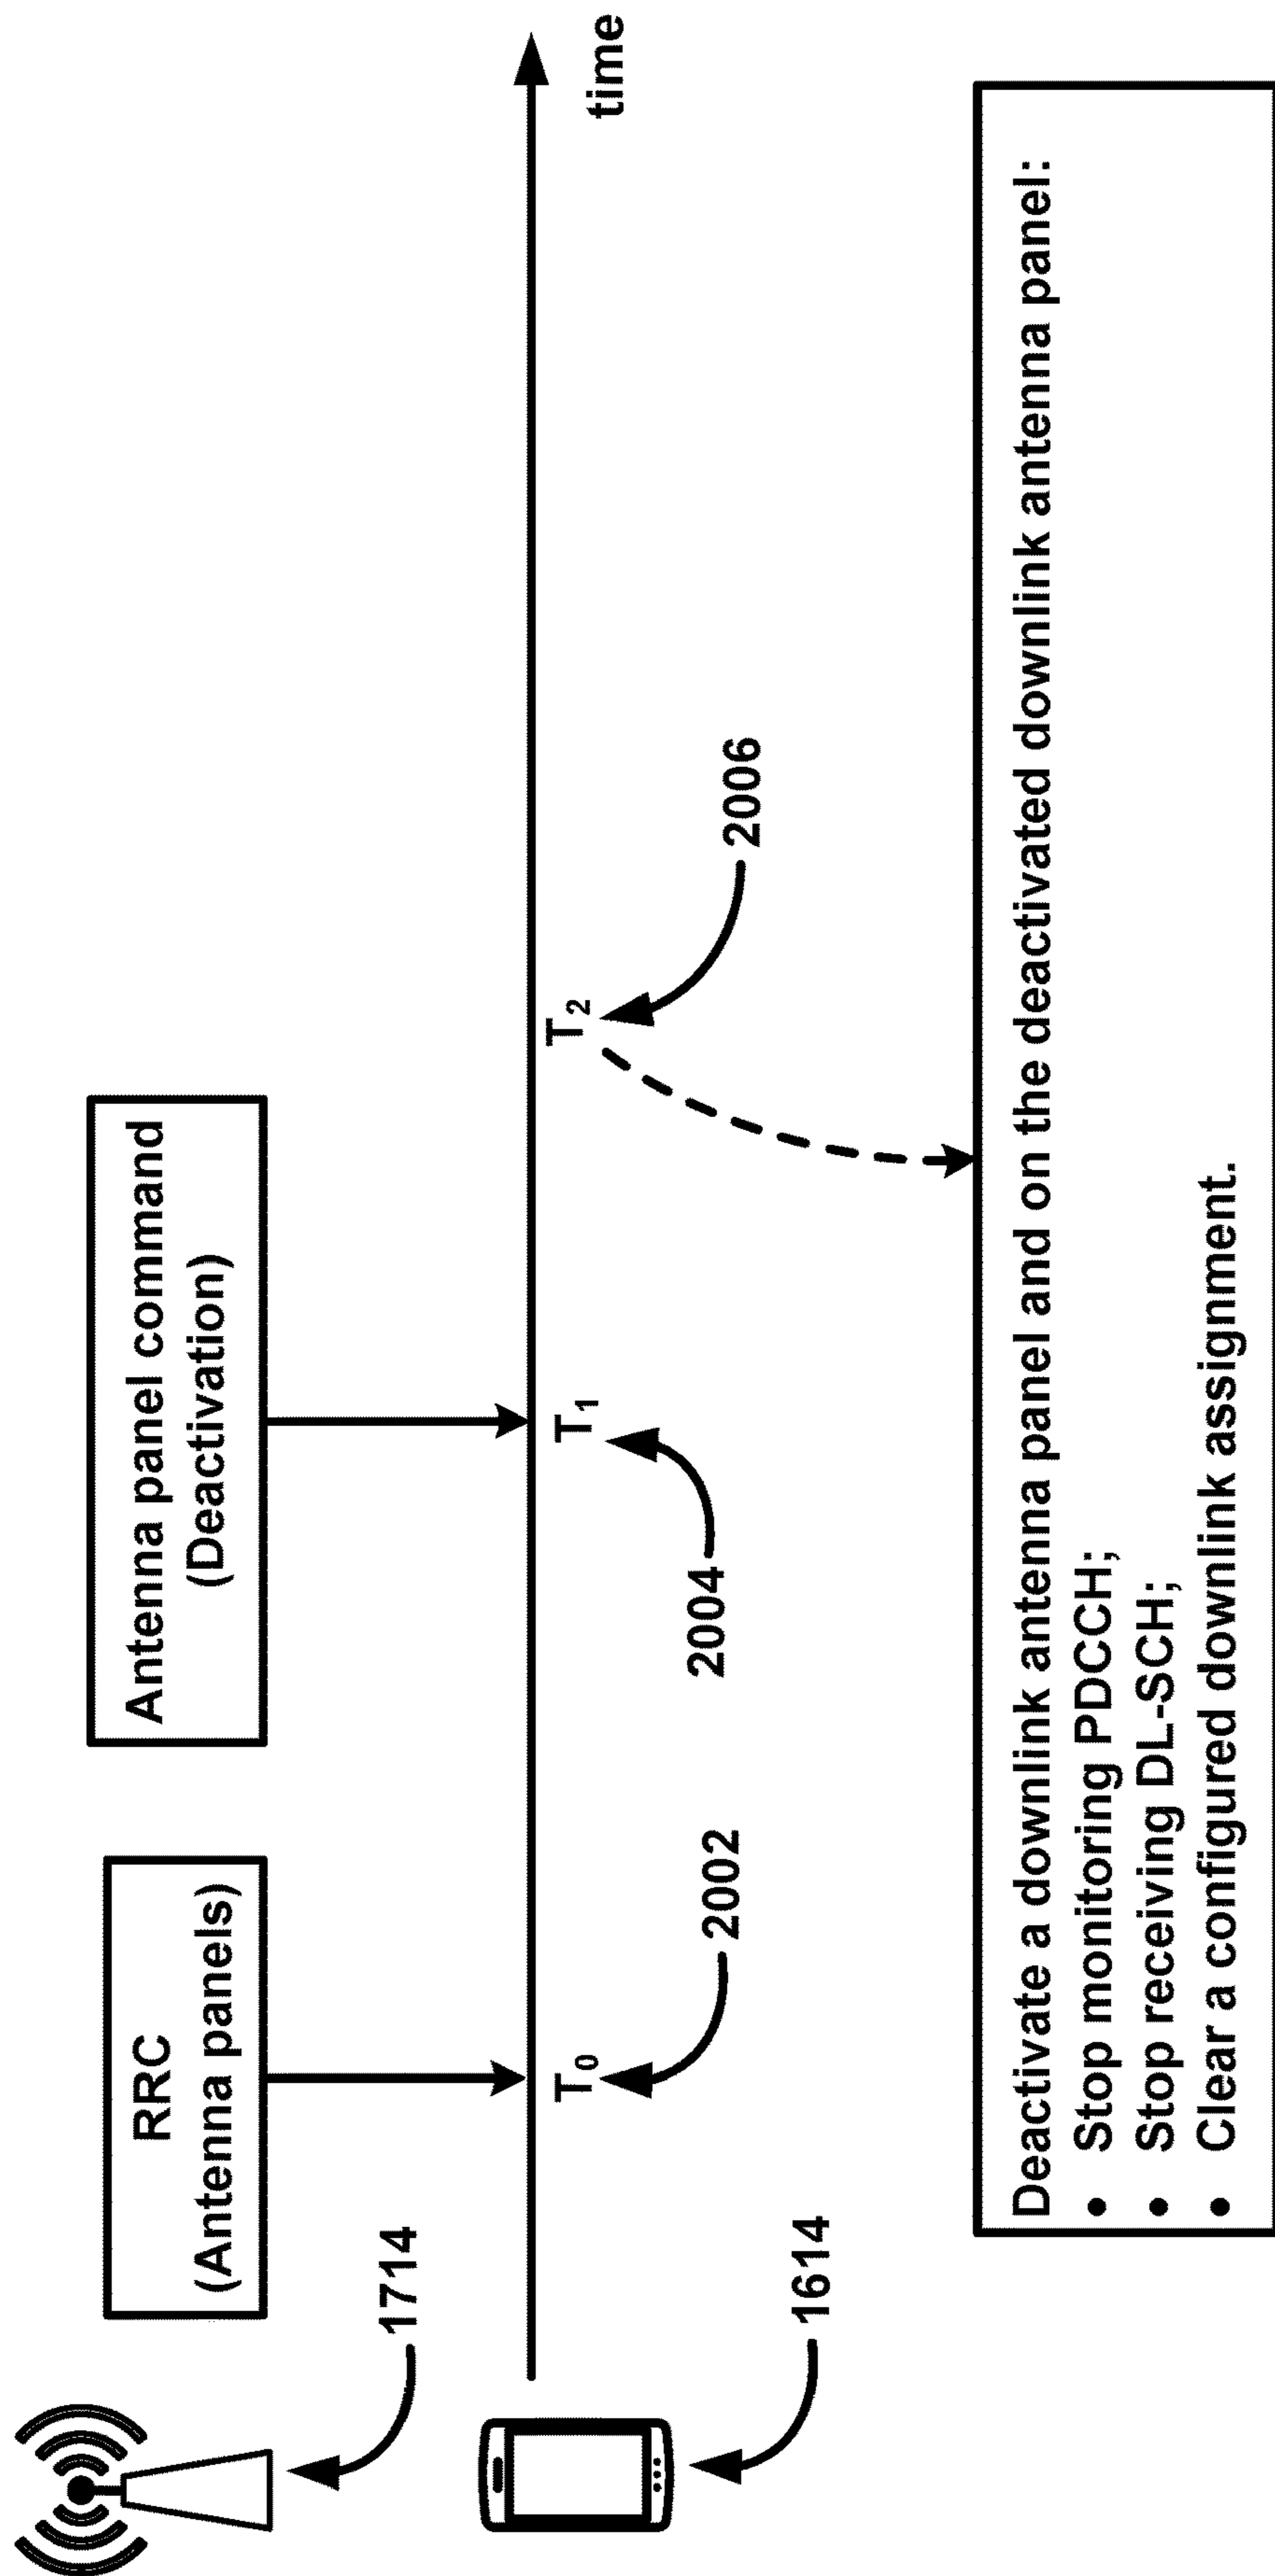 1714
RRC
(Antenna panels)
Antenna panel command
(Deactivation)
time
1614
T0
2002
T1
2004
T2
2006
Deactivate a downlink antenna panel and on the deactivated downlink antenna panel:
• Stop monitoring PDCCH;
• Stop receiving DL-SCH;
• Clear a configured downlink assignment.